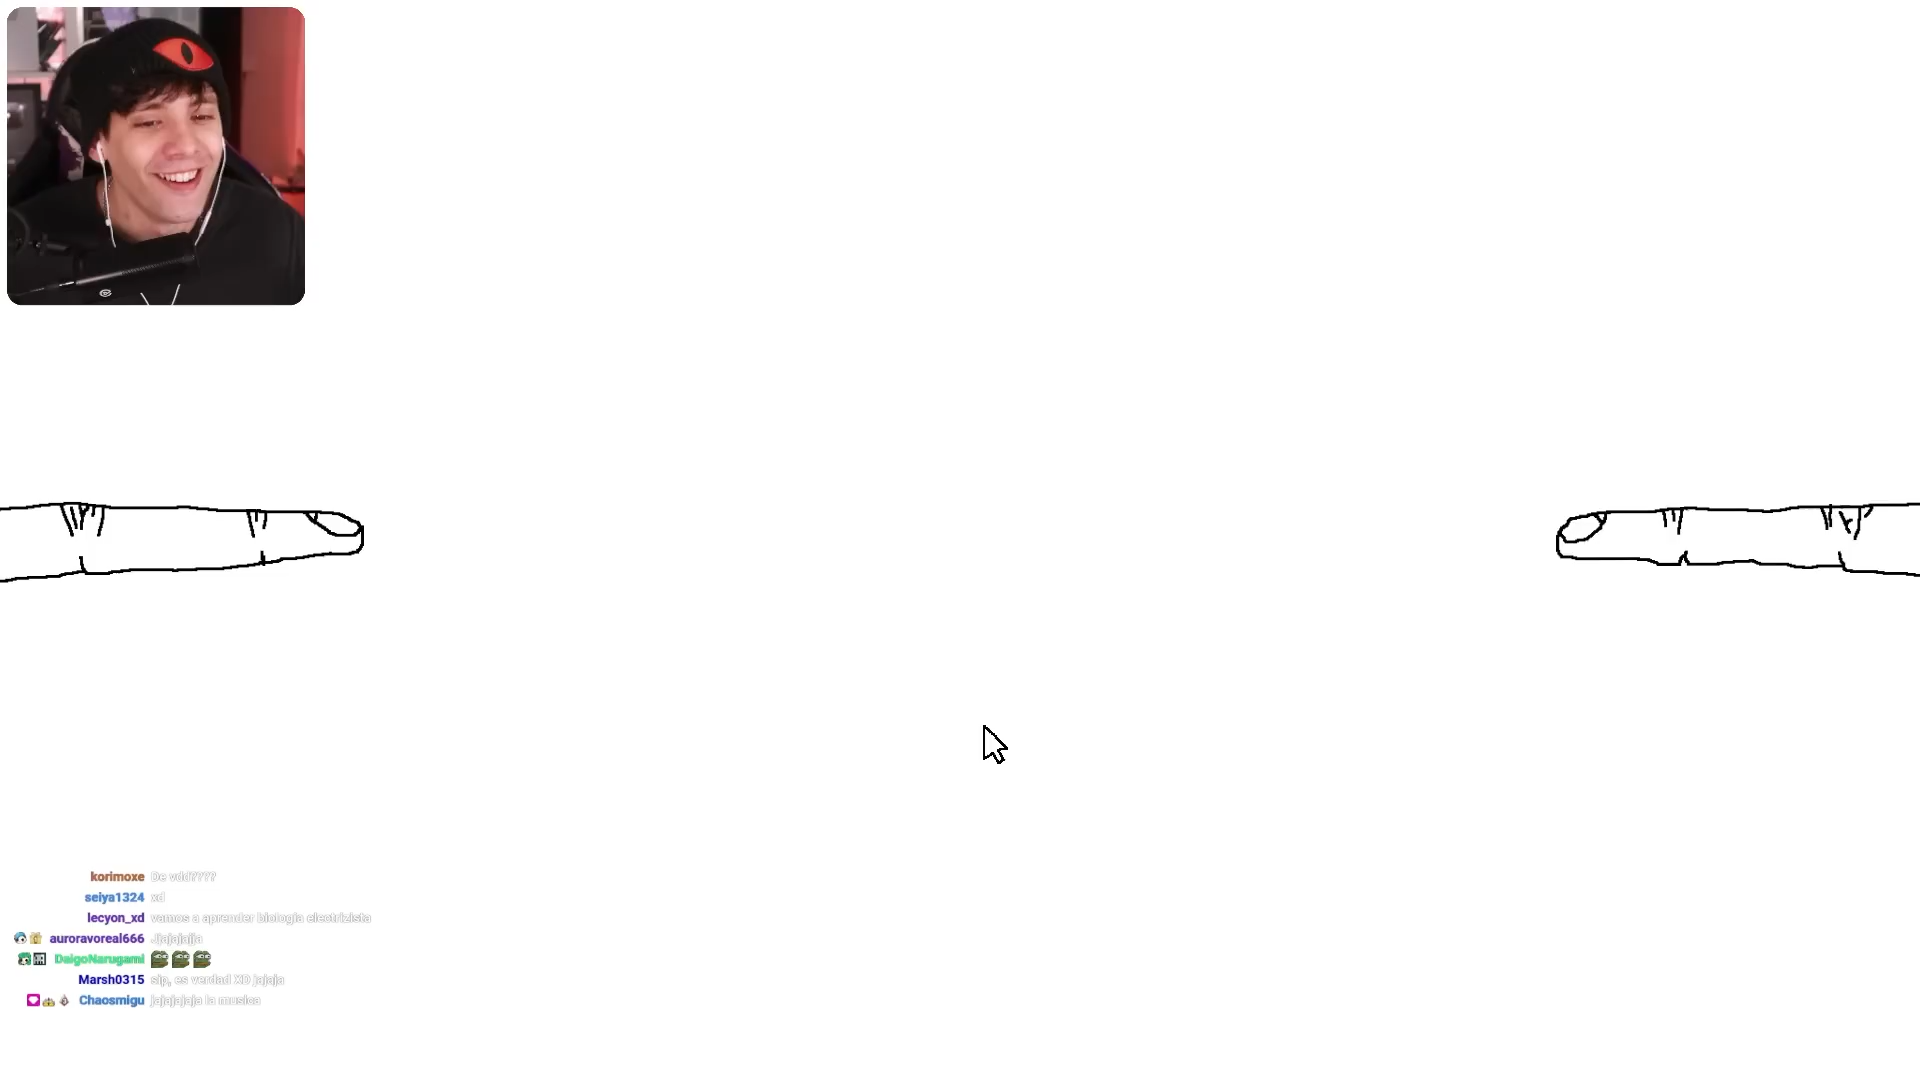 korimoxe De vdd????
seiya1324 xd
lecyon_xd vamos a aprender biologia electrizista
auroravoreal666 Jjajajajja
DaigoNarugami
Marsh0315 sip, es verdad XD jajaja
Chaosmigu jajajajaja la musica